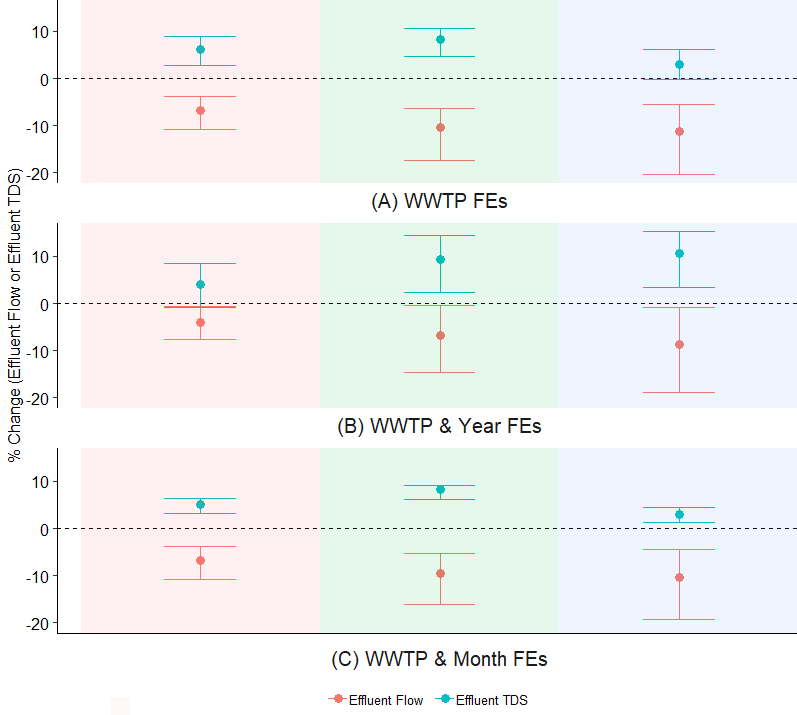 % Change (Effluent Flow or Effluent TDS)
10
0
-10
-20
(A) WWTP FEs
10
0
-10
-20
(B) WWTP & Year FEs
10
0
-10
-20
(C) WWTP & Month FEs
Effluent Flow Effluent TDS